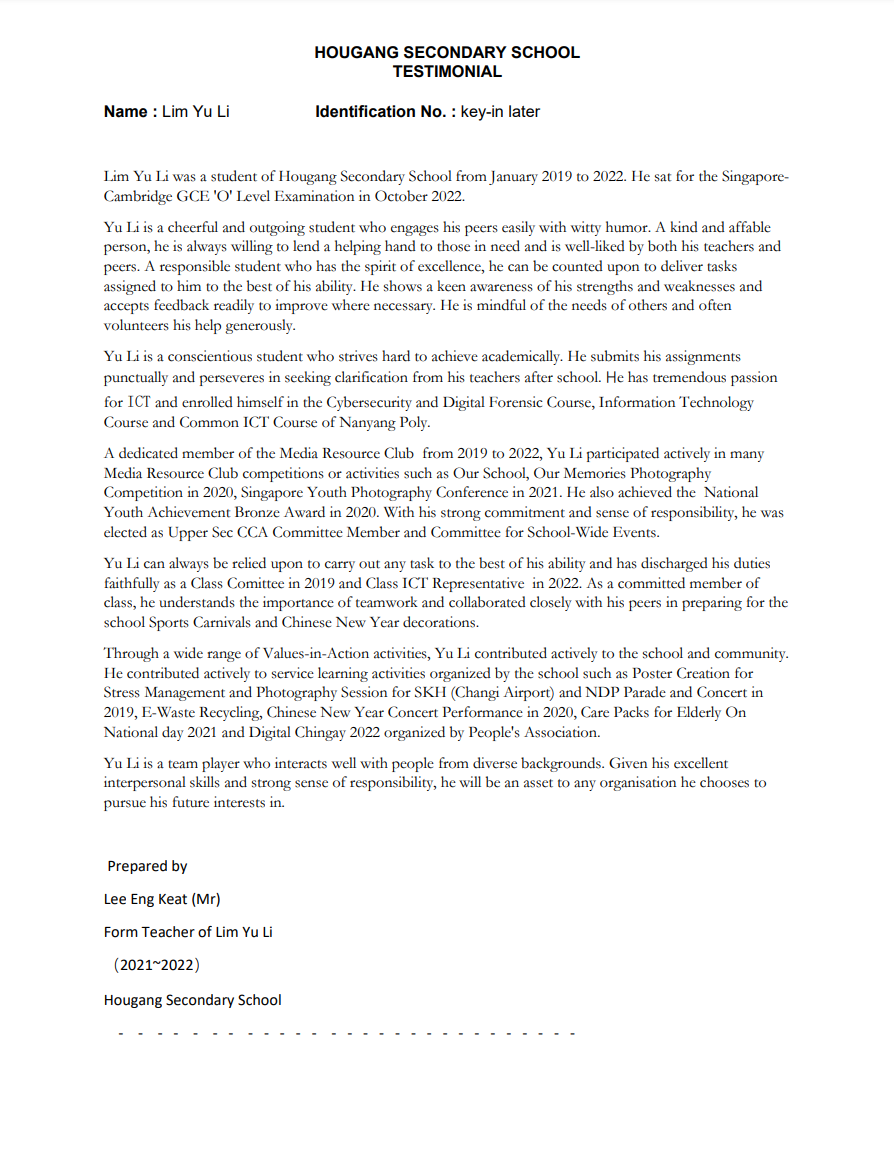 HOUGANG SECONDARY SCHOOL
TESTIMONIAL
Name : Lim Yu Li Identification No. : key-in later
Lim Yu Li was a student of Hougang Secondary School from January 2019 to 2022. He sat for the Singapore-
Cambridge GCE 'O' Level Examination in October 2022.
Yu Li is a cheerful and outgoing student who engages his peers easily with witty humor. A kind and affable
person, he is always willing to lend a helping hand to those in need and is well-liked by both his teachers and
peers. A responsible student who has the spirit of excellence, he can be counted upon to deliver tasks
assigned to him to the best of his ability. He shows a keen awareness of his strengths and weaknesses and
accepts feedback readily to improve where necessary. He is mindful of the needs of others and often
volunteers his help generously.
Yu Li is a conscientious student who strives hard to achieve academically. He submits his assignments
punctually and perseveres in seeking clarification from his teachers after school. He has tremendous passion
for ICT and enrolled himself in the Cybersecurity and Digital Forensic Course, Information Technology
Course and Common ICT Course of Nanyang Poly.
A dedicated member of the Media Resource Club from 2019 to 2022, Yu Li participated actively in many
Media Resource Club competitions or activities such as Our School, Our Memories Photography
Competition in 2020, Singapore Youth Photography Conference in 2021. He also achieved the National
Youth Achievement Bronze Award in 2020. With his strong commitment and sense of responsibility, he was
elected as Upper Sec CCA Committee Member and Committee for School-Wide Events.
Yu Li can always be relied upon to carry out any task to the best of his ability and has discharged his duties
faithfully as a Class Comittee in 2019 and Class ICT Representative in 2022. As a committed member of
class, he understands the importance of teamwork and collaborated closely with his peers in preparing for the
school Sports Carnivals and Chinese New Year decorations.
Through a wide range of Values-in-Action activities, Yu Li contributed actively to the school and community.
He contributed actively to service learning activities organized by the school such as Poster Creation for
Stress Management and Photography Session for SKH (Changi Airport) and NDP Parade and Concert in
2019, E-Waste Recycling, Chinese New Year Concert Performance in 2020, Care Packs for Elderly On
National day 2021 and Digital Chingay 2022 organized by People's Association.
Yu Li is a team player who interacts well with people from diverse backgrounds. Given his excellent
interpersonal skills and strong sense of responsibility, he will be an asset to any organisation he chooses to
pursue his future interests in.
Prepared by
Lee Eng Keat (Mr)
Form Teacher of Lim Yu Li
(2021~2022)
Hougang Secondary School
- - - - - - - - - - - - - - - - - - - - - - - - - -